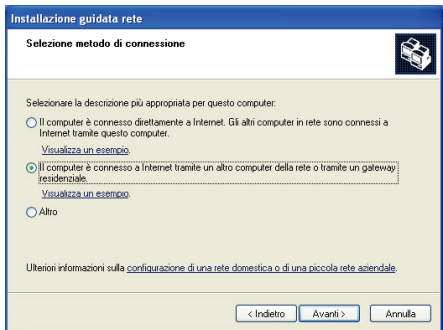 Installazione guidata rete
Selezione metodo di connessione
Selezionare la descrizione più appropriata per questo computer:
Il computer è connesso direttamente a Internet. Gli altri computer in rete sono connessi a
Internet tramite questo computer.
Visualizza un esempio.
Il computer è connesso a Internet tramite un altro computer della rete o tramite un gateway
residenziale.
Visualizza un esempio.
Altro
Ulteriori informazioni sulla configurazione di una rete domestica o di una piccola rete aziendale.
< Indietro
Avanti >
Annulla